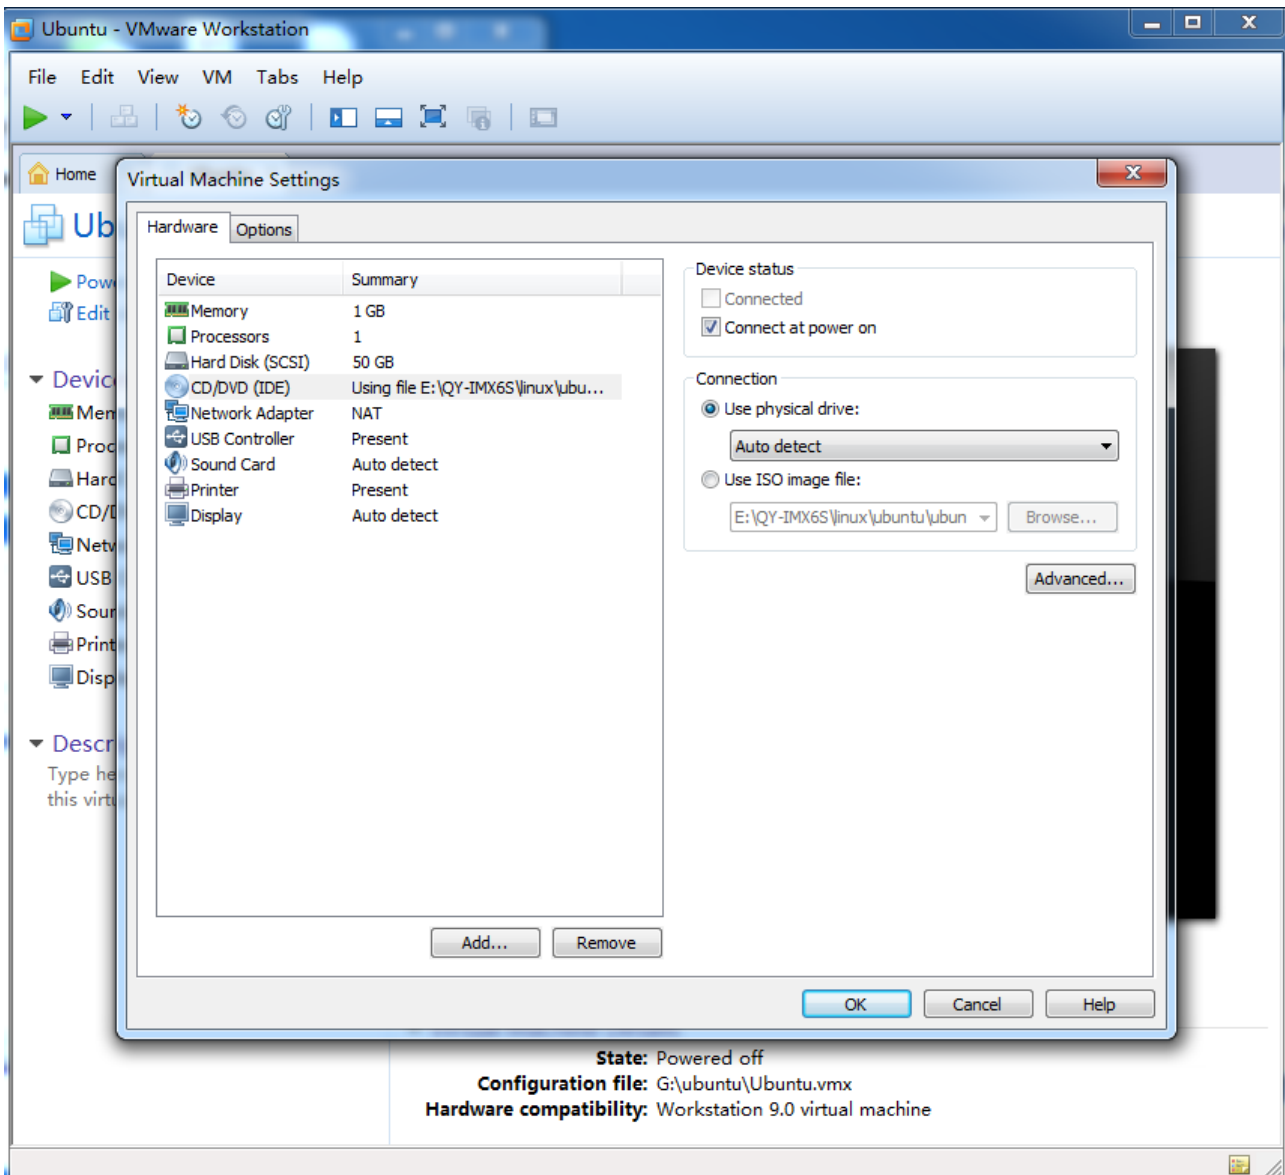 Ubuntu - VMware Workstation
File Edit View VM Tabs Help
Home
Virtual Machine Settings
Ub
Hardware Options
Pow
Edit
Device Summary
Memory 1 GB
Processors 1
Hard Disk (SCSI) 50 GB
CD/DVD (IDE) Using file E:\QY-IMX6S\linux\ubu...
Network Adapter NAT
USB Controller Present
Sound Card Auto detect
Printer Present
Display Auto detect
Device status
Connected
Connect at power on
Connection
Use physical drive:
Auto detect
Use ISO image file:
E:\QY-IMX6S\linux\ubuntu\ubun Browse...
Advanced...
Devic
Mem
Proc
Hard
CD/D
Netw
USB
Soun
Print
Disp
Descr
Type he
this virtu
Add... Remove
OK Cancel Help
State: Powered off
Configuration file: G:\ubuntu\Ubuntu.vmx
Hardware compatibility: Workstation 9.0 virtual machine